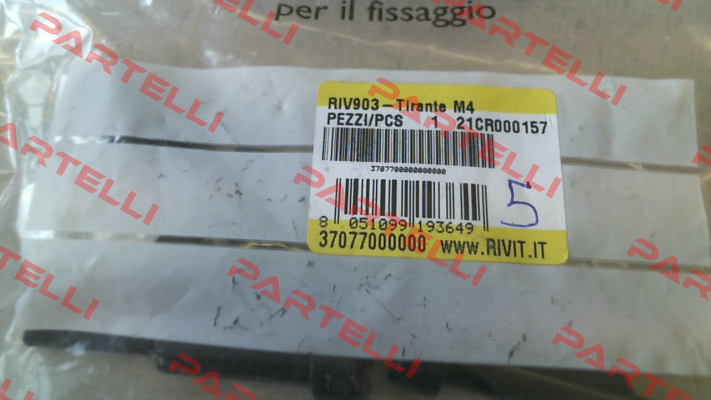 per il fissaggio
RIV903-Tirante M4
PEZZI/PCS 1 21CR000157
3707700000000000
8 051099 193649
5
37077000000 WWW.RIVIT.IT
PARTELLI
PARTELLI
PARTELLI
PARTELLI
PARTELLI
PARTELLI
PARTELLI
PARTELLI